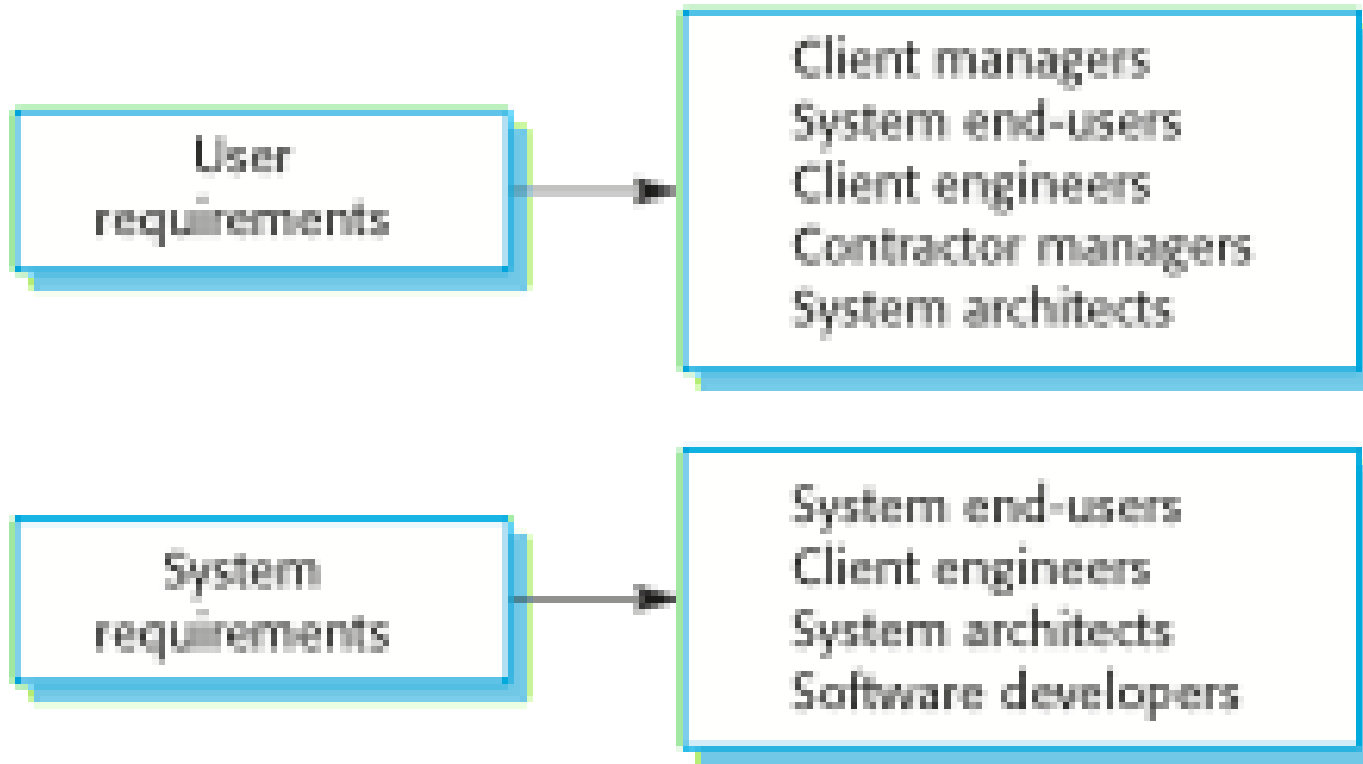 User
requirements
Client managers
System end-users
Client engineers
Contractor managers
System architects
System
requirements
System end-users
Client engineers
System architects
Software developers